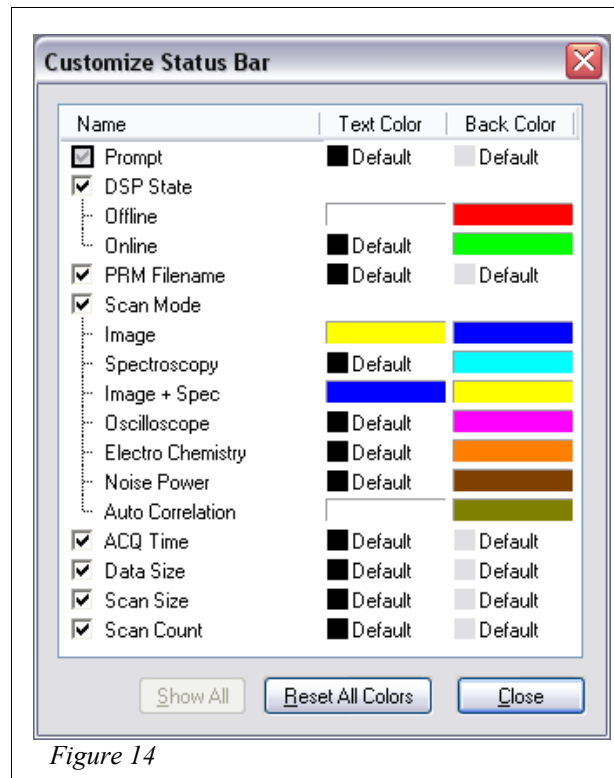 Customize Status Bar
Name Text Color Back Color
Prompt Default Default
DSP State
Offline
Online Default
PRM Filename Default Default
Scan Mode
Image
Spectroscopy Default
Image + Spec
Oscilloscope Default
Electro Chemistry Default
Noise Power Default
Auto Correlation
ACQ Time Default Default
Data Size Default Default
Scan Size Default Default
Scan Count Default Default
Show All Reset All Colors Close
Figure 14